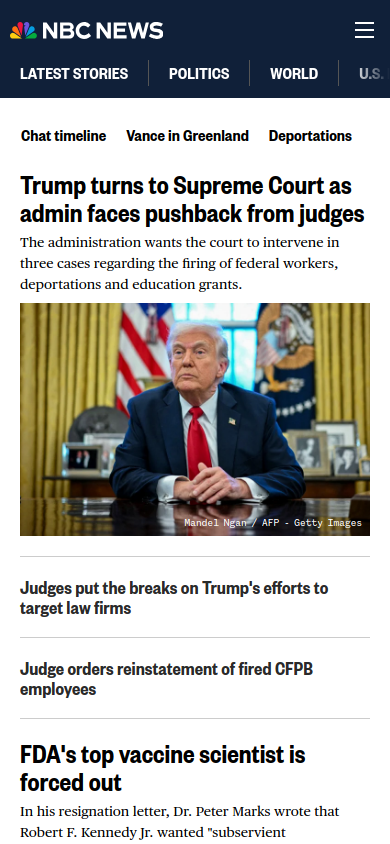 NBC NEWS
LATEST STORIES
POLITICS
WORLD
U.S.
Chat timeline
Vance in Greenland
Deportations
Trump turns to Supreme Court as
admin faces pushback from judges
The administration wants the court to intervene in
three cases regarding the firing of federal workers,
deportations and education grants.
Mandel Ngan / AFP - Getty Images
Judges put the breaks on Trump's efforts to
target law firms
Judge orders reinstatement of fired CFPB
employees
FDA's top vaccine scientist is
forced out
In his resignation letter, Dr. Peter Marks wrote that
Robert F. Kennedy Jr. wanted "subservient